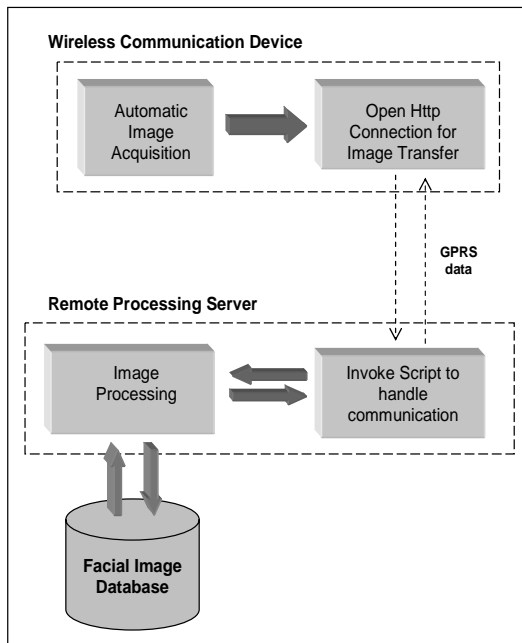 Wireless Communication Device
Automatic
Image
Acquisition
Open Http
Connection for
Image Transfer
GPRS
data
Remote Processing Server
Image
Processing
Invoke Script to
handle
communication
Facial Image
Database